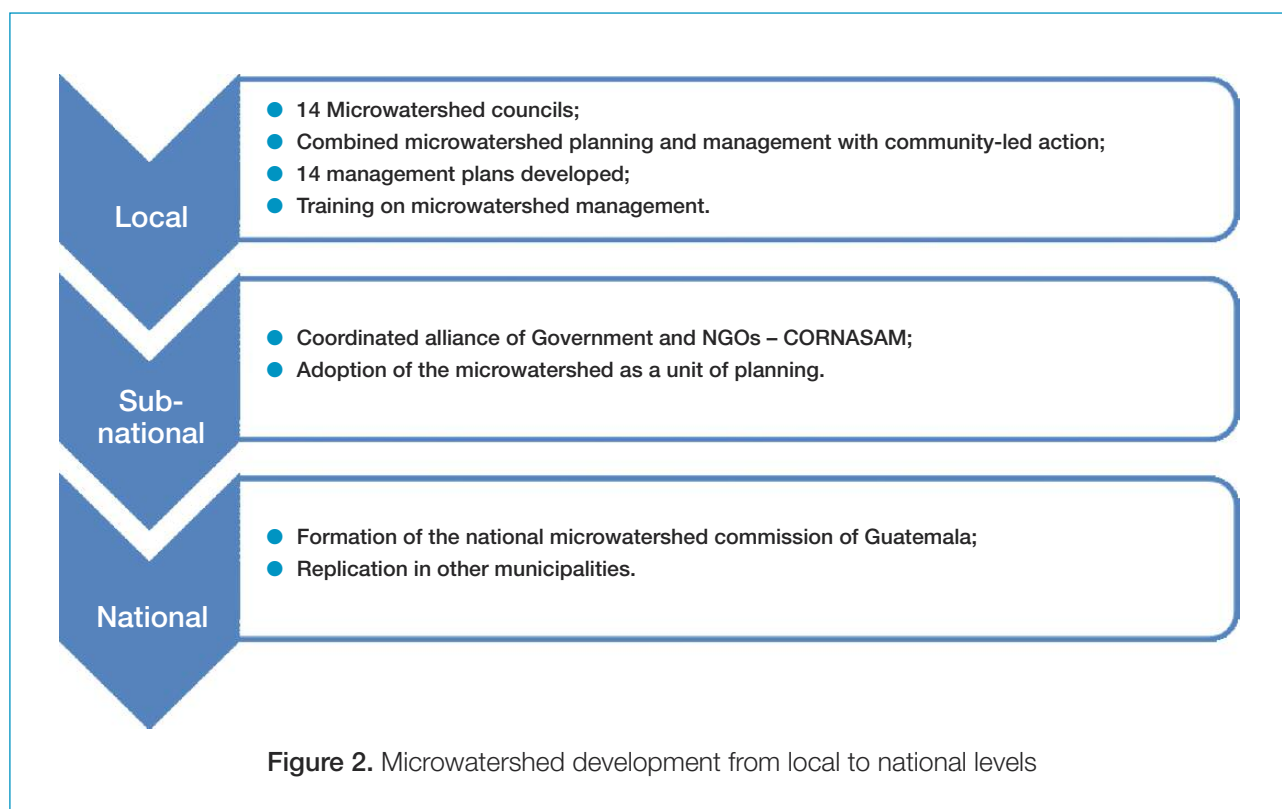 Local
● 14 Microwatershed councils;
● Combined microwatershed planning and management with community-led action;
● 14 management plans developed;
● Training on microwatershed management.
Sub-
national
● Coordinated alliance of Government and NGOs – CORNASAM;
● Adoption of the microwatershed as a unit of planning.
National
● Formation of the national microwatershed commission of Guatemala;
● Replication in other municipalities.
Figure 2. Microwatershed development from local to national levels